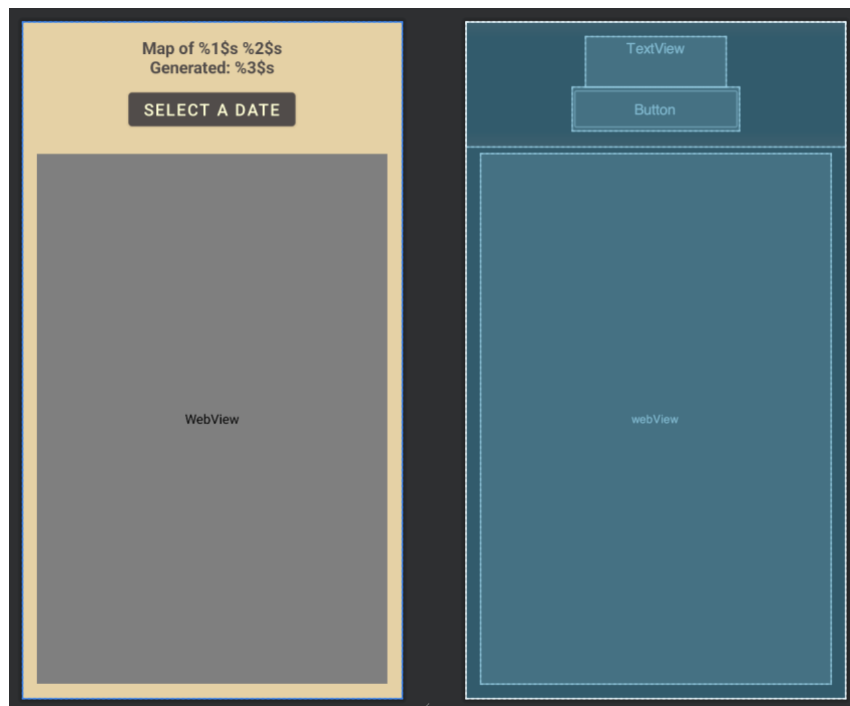 Map of %1$s %2$s
Generated: %3$s
SELECT A DATE
WebView
TextView
Button
webView